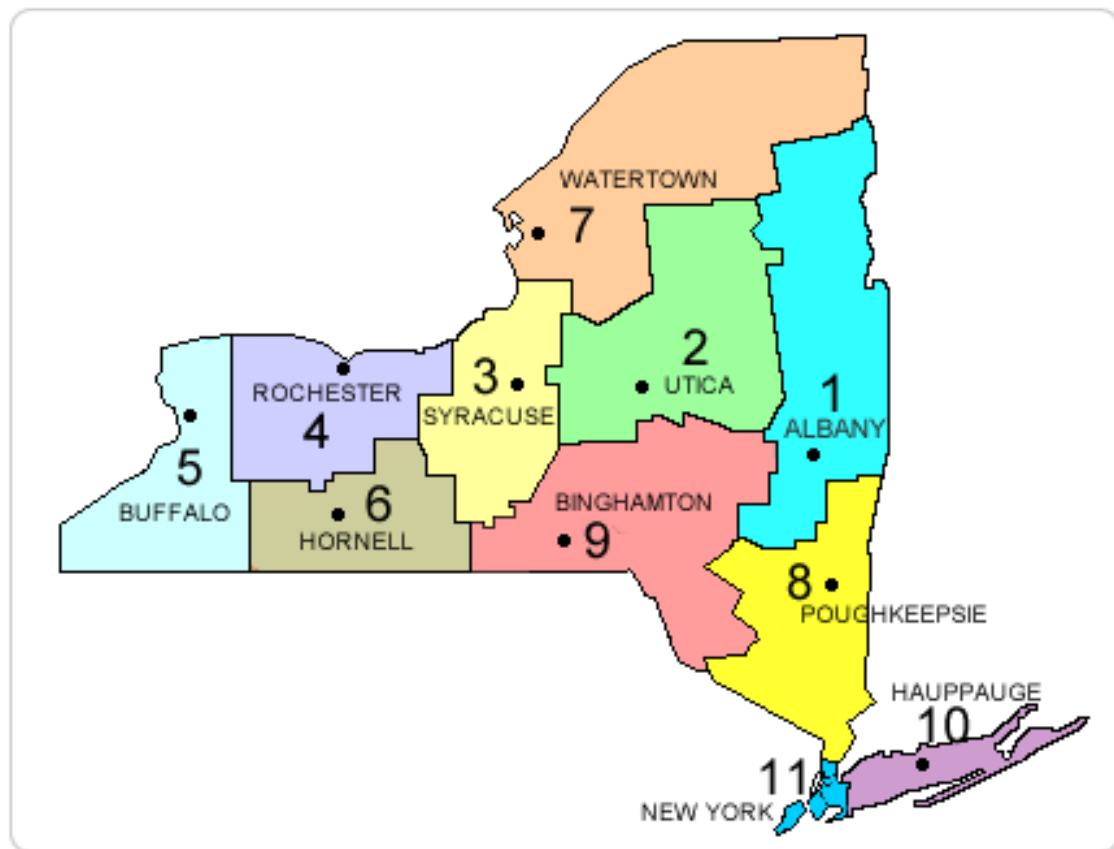 WATERTOWN
7
2
UTICA
3
SYRACUSE
ROCHESTER
4
1
ALBANY
5
BUFFALO
6
HORNELL
BINGHAMTON
9
8
POUGHKEEPSIE
HAUPPAUGE
10
11
NEW YORK